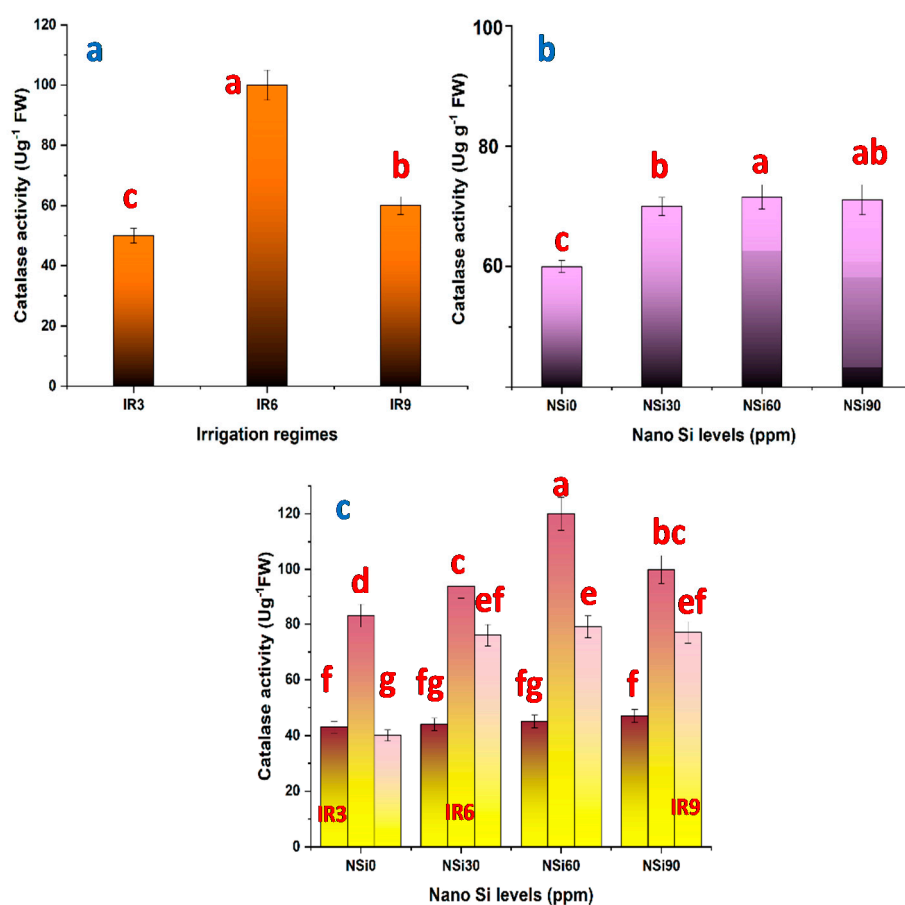 a
120
100
80
60
40
20
0
Catalase activity (Ug⁻¹ FW)
c
a
b
IR3 IR6 IR9
Irrigation regimes
b
100
80
60
Catalase activity (Ug g⁻¹ FW)
c
b
a
ab
NSi0 NSi30 NSi60 NSi90
Nano Si levels (ppm)
c
120
100
80
60
40
20
0
Catalase activity (Ug⁻¹FW)
f
d
g
fg
c
ef
fg
a
e
f
bc
ef
IR3
IR6
IR9
NSi0 NSi30 NSi60 NSi90
Nano Si levels (ppm)